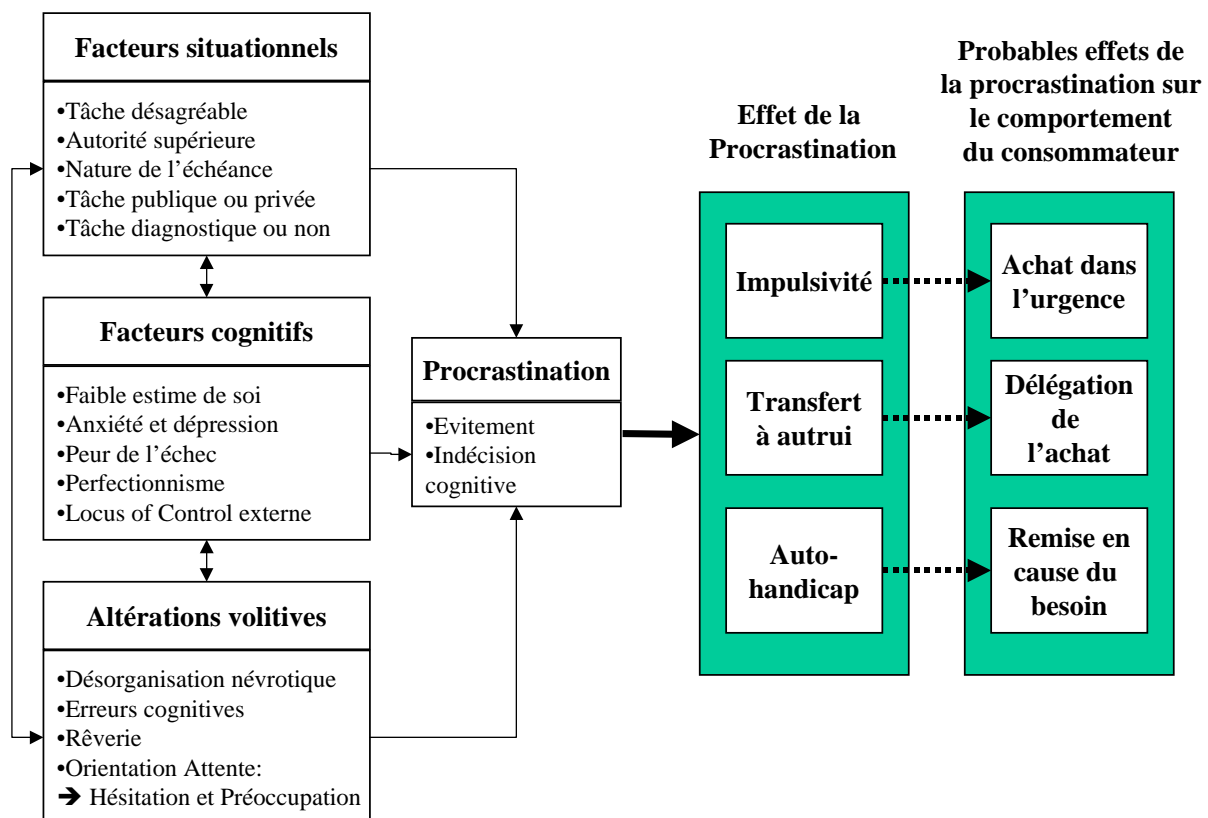 Facteurs situationnels
•Tâche désagréable
•Autorité supérieure
•Nature de l'échéance
•Tâche publique ou privée
•Tâche diagnostique ou non
Facteurs cognitifs
•Faible estime de soi
•Anxiété et dépression
•Peur de l'échec
•Perfectionnisme
•Locus of Control externe
Altérations volitives
•Désorganisation névrotique
•Erreurs cognitives
•Rêverie
•Orientation Attente:
➔ Hésitation et Préoccupation
Procrastination
•Evitement
•Indécision
cognitive
Effet de la
Procrastination
Impulsivité
Transfert
à autrui
Auto-
handicap
Probables effets de
la procrastination sur
le comportement
du consommateur
Achat dans
l'urgence
Délégation
de
l'achat
Remise en
cause du
besoin